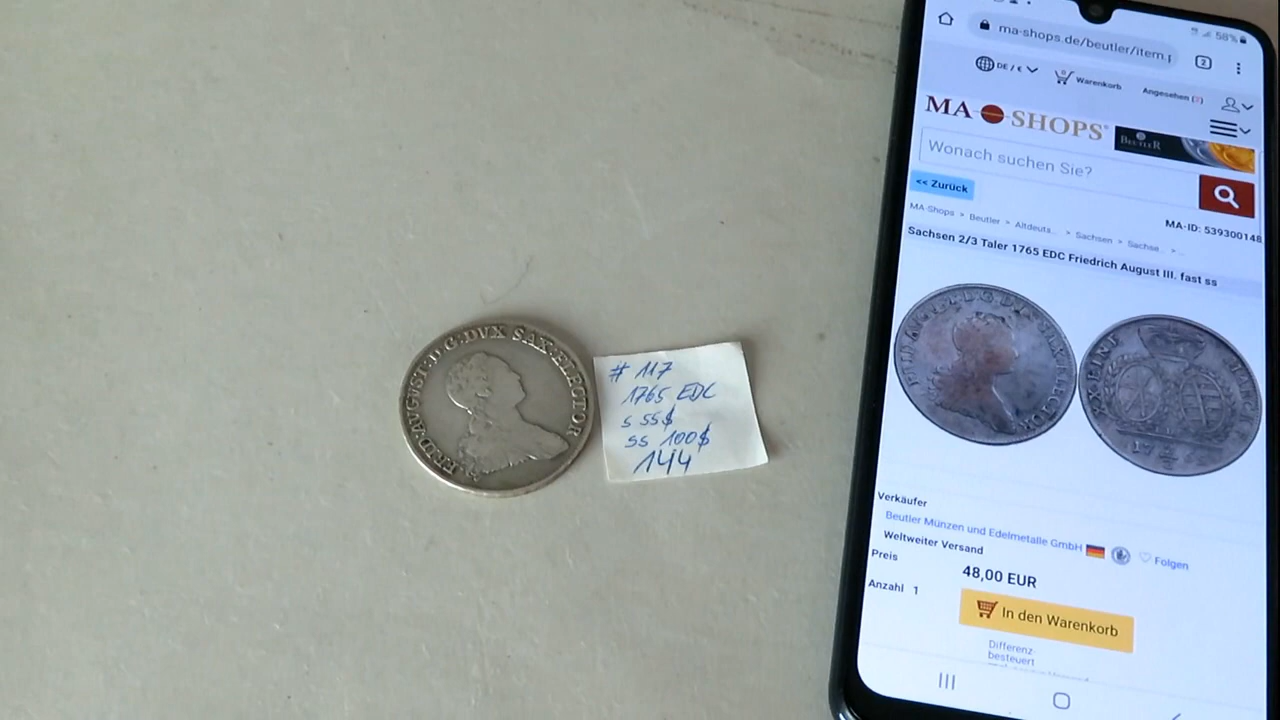 FRID·AUGUST·D·G·DUX SAX·ELECTOR
# 117
1765 EDC
s 55$
ss 100$
144
58%
ma-shops.de/beutler/item.p
2
DE / €
Warenkorb
Angesehen
MA SHOPS
BEUTLER
Wonach suchen Sie?
<< Zurück
MA-Shops > Beutler > Altdeuts... > Sachsen > Sachse... > ...
MA-ID: 539300148
Sachsen 2/3 Taler 1765 EDC Friedrich August III. fast ss
Verkäufer
Beutler Münzen und Edelmetalle GmbH
Folgen
Weltweiter Versand
Preis
48,00 EUR
Anzahl 1
In den Warenkorb
Differenz-
besteuert